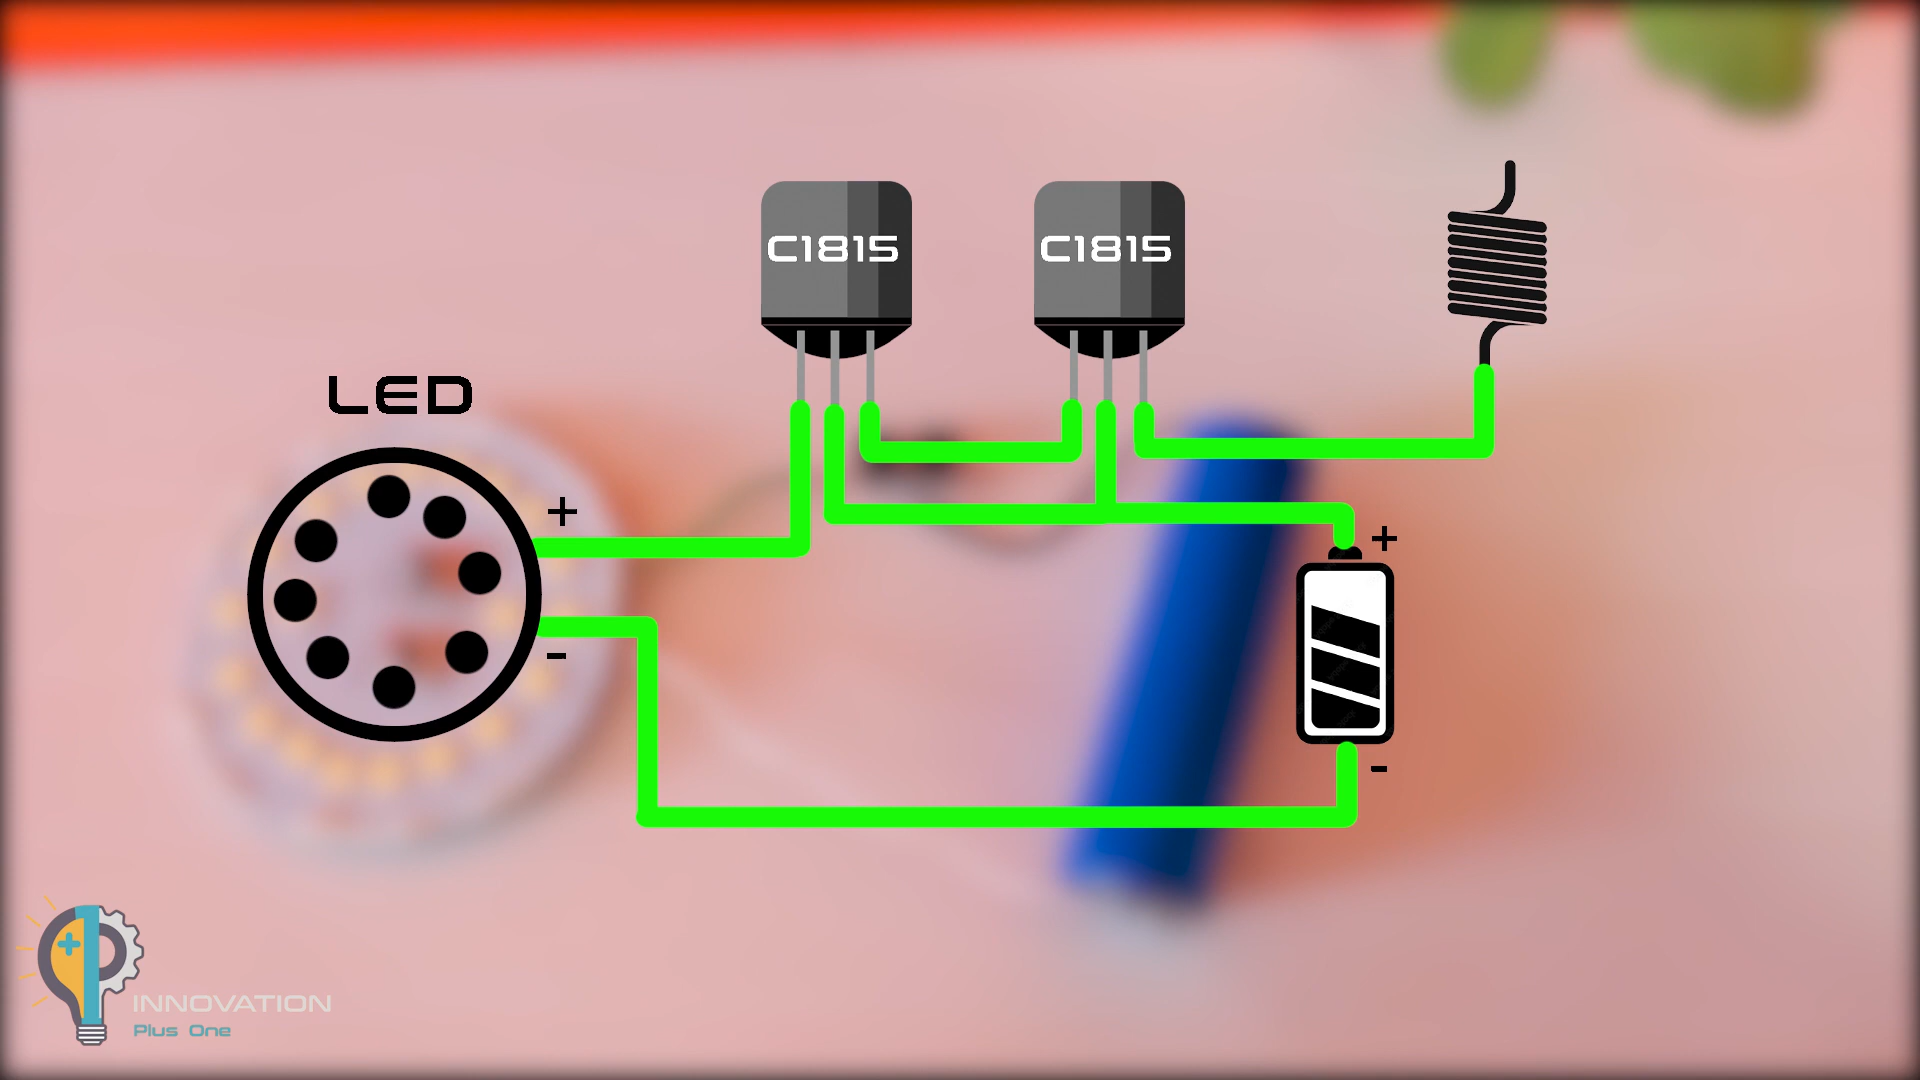 C1815
C1815
LED
+
-
+
-
INNOVATION
Plus One